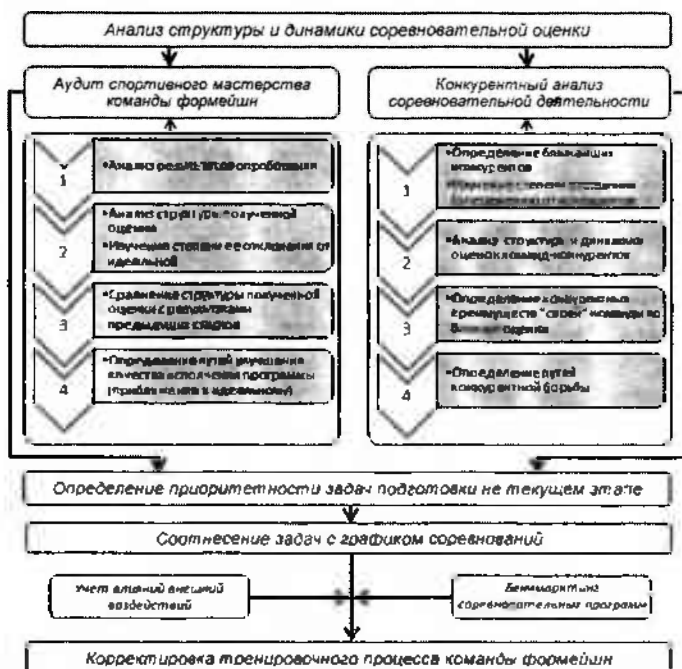 Анализ структуры и динамики соревновательной оценки
Аудит спортивного мастерства
команды формейшн
Конкурентный анализ
соревновательной деятельности
1
•Анализ результатов опробования
2
•Анализ структуры полученной
оценки
•Изучение степени ее отклонения от
идеальной
3
•Сравнение структуры полученной
оценки с результатами
предыдущих стартов
4
•Определение путей улучшения
качества исполнения программы
(приближения к идеальному)
1
•Определение ближайших
конкурентов
2
•Анализ структуры и динамики
оценок команд-конкурентов
3
•Определение конкурентных
преимуществ "своей" команды по
оценки
4
•Определение путей
конкурентной борьбы
Определение приоритетности задач подготовки не текущем этапе
Соотнесение задач с графиком соревнований
Учет влияний внешний
воздействий
Бенчмаркинг
соревновательных программ
Корректировка тренировочного процесса команды формейшн